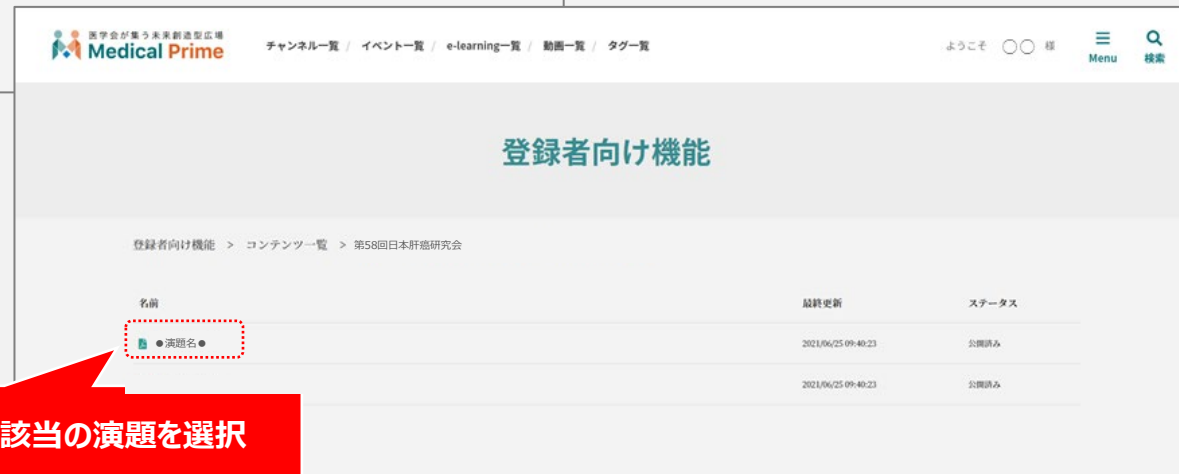 医学会が集う未来創造型広場
Medical Prime
チャンネル一覧 / イベント一覧 / e-learning一覧 / 動画一覧 / タグ一覧
ようこそ ○○ 様
Menu
検索
登録者向け機能
登録者向け機能 > コンテンツ一覧 > 第58回日本肝癌研究会
名前 最終更新 ステータス
●演題名● 2021/06/25 09:40:23 公開済み
2021/06/25 09:40:23 公開済み
該当の演題を選択